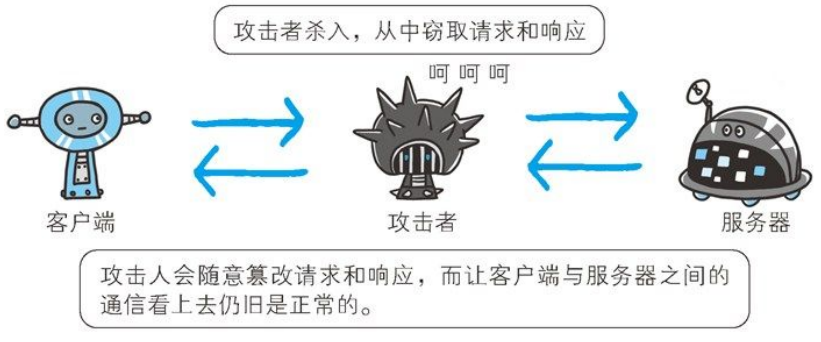 攻击者杀入，从中窃取请求和响应
呵 呵 呵
客户端
攻击者
服务器
攻击人会随意篡改请求和响应，而让客户端与服务器之间的
通信看上去仍旧是正常的。